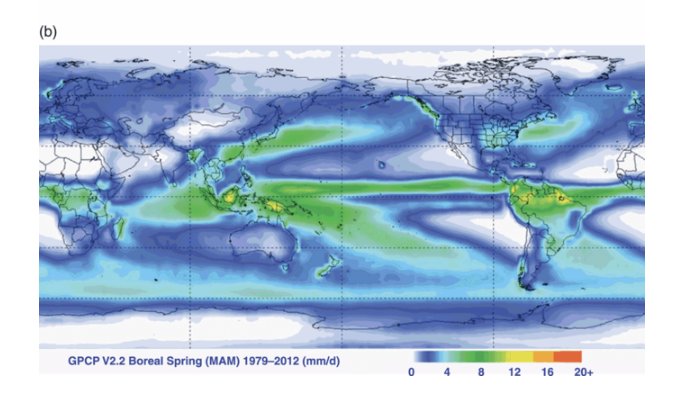 (b)
GPCP V2.2 Boreal Spring (MAM) 1979–2012 (mm/d)
0 4 8 12 16 20+